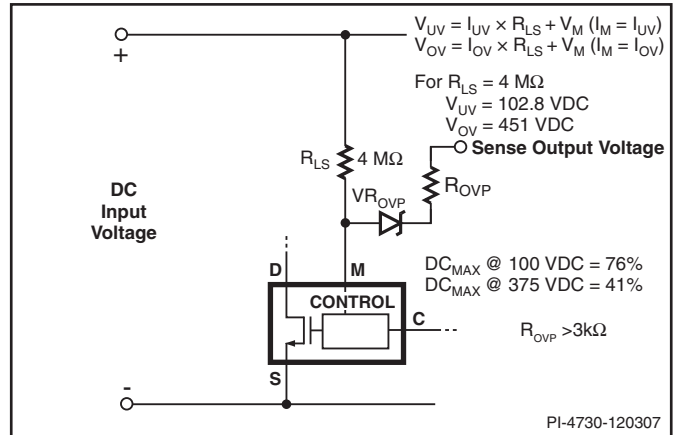 V_UV = I_UV × R_LS + V_M (I_M = I_UV)
V_OV = I_OV × R_LS + V_M (I_M = I_OV)
+
For R_LS = 4 MΩ
V_UV = 102.8 VDC
V_OV = 451 VDC
Sense Output Voltage
R_LS 4 MΩ
R_OVP
VR_OVP
DC
Input
Voltage
D M
DC_MAX @ 100 VDC = 76%
DC_MAX @ 375 VDC = 41%
CONTROL
C
R_OVP >3kΩ
S
-
PI-4730-120307